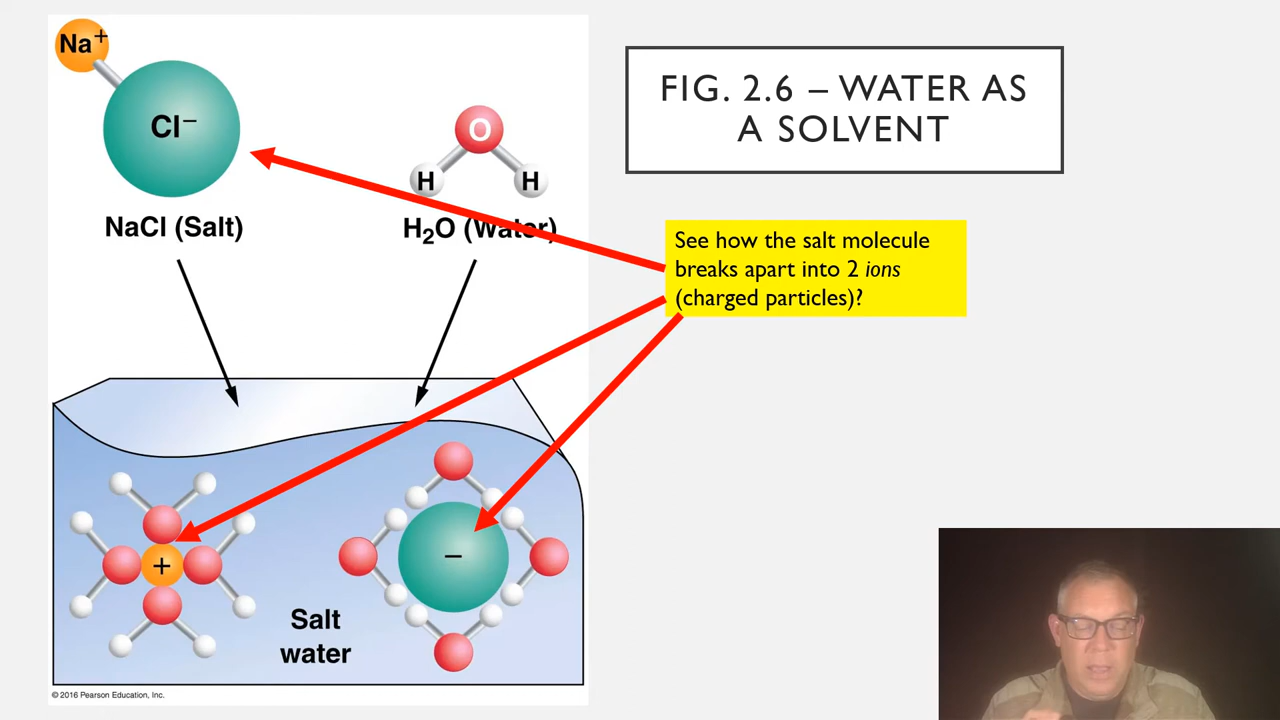 Na⁺
Cl⁻
NaCl (Salt)
O
H H
H₂O (Water)
FIG. 2.6 – WATER AS
A SOLVENT
See how the salt molecule
breaks apart into 2 ions
(charged particles)?
+
–
Salt
water
© 2016 Pearson Education, Inc.